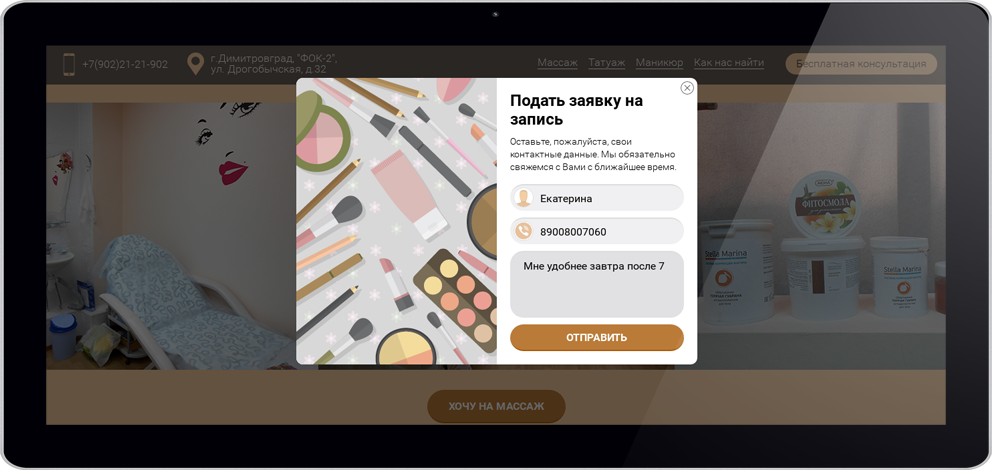 +7(902)21-21-902
г.Димитровград, "ФОК-2",
ул. Дрогобычская, д.32
Массаж Татуаж Маникюр Как нас найти
Бесплатная консультация
Подать заявку на
запись
Оставьте, пожалуйста, свои
контактные данные. Мы обязательно
свяжемся с Вами с ближайшее время.
Екатерина
89008007060
Мне удобнее завтра после 7
ОТПРАВИТЬ
ФИТОСМОЛА
Stella Marina
Stella Marina
ХОЧУ НА МАССАЖ